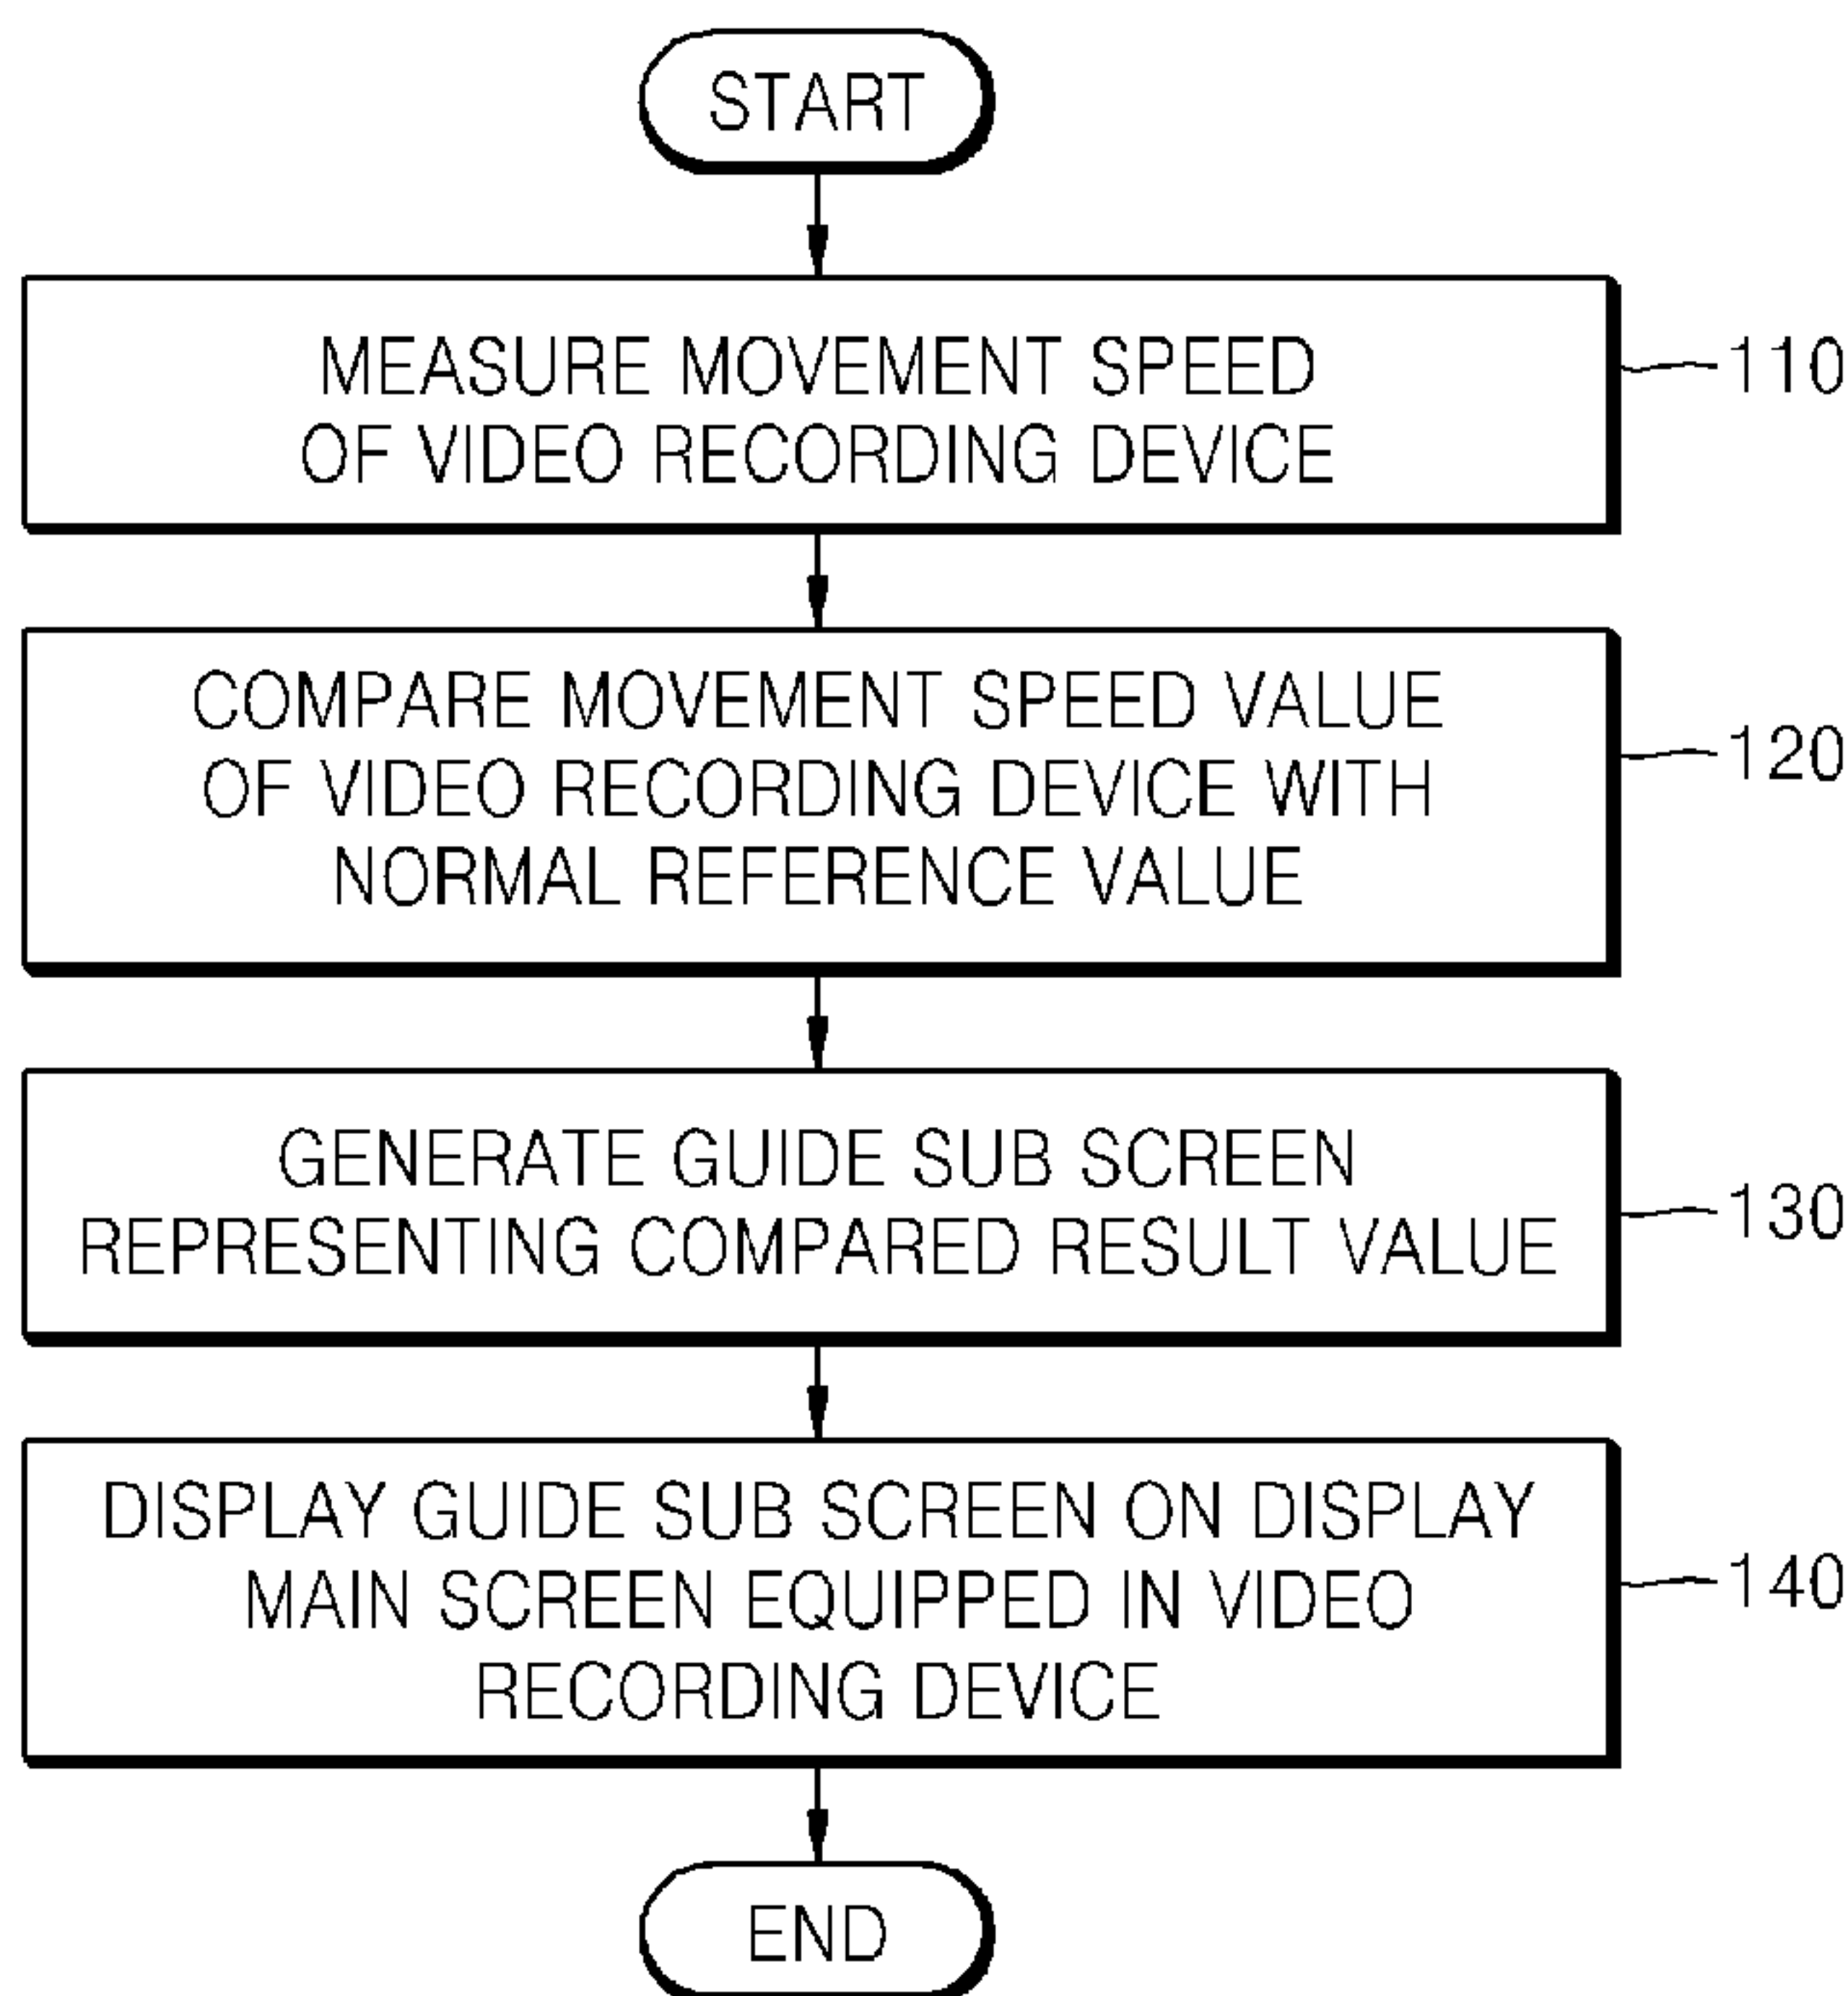 START
MEASURE MOVEMENT SPEED
OF VIDEO RECORDING DEVICE
110
COMPARE MOVEMENT SPEED VALUE
OF VIDEO RECORDING DEVICE WITH
NORMAL REFERENCE VALUE
120
GENERATE GUIDE SUB SCREEN
REPRESENTING COMPARED RESULT VALUE
130
DISPLAY GUIDE SUB SCREEN ON DISPLAY
MAIN SCREEN EQUIPPED IN VIDEO
RECORDING DEVICE
140
END